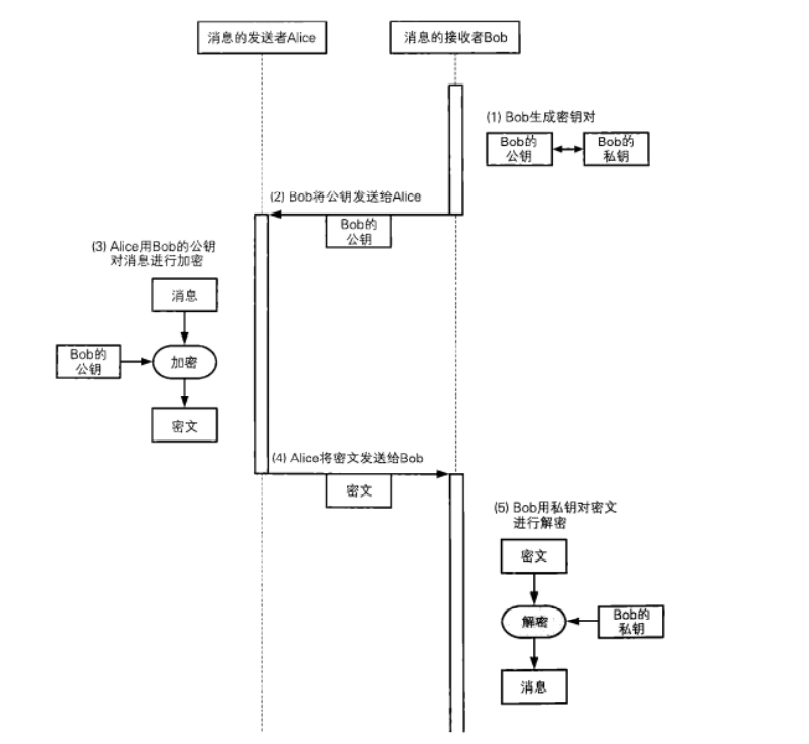 消息的发送者Alice
消息的接收者Bob
(1) Bob生成密钥对
Bob的
公钥
Bob的
私钥
(2) Bob将公钥发送给Alice
Bob的
公钥
(3) Alice用Bob的公钥
对消息进行加密
消息
Bob的
公钥
加密
密文
(4) Alice将密文发送给Bob
密文
(5) Bob用私钥对密文
进行解密
密文
解密
Bob的
私钥
消息